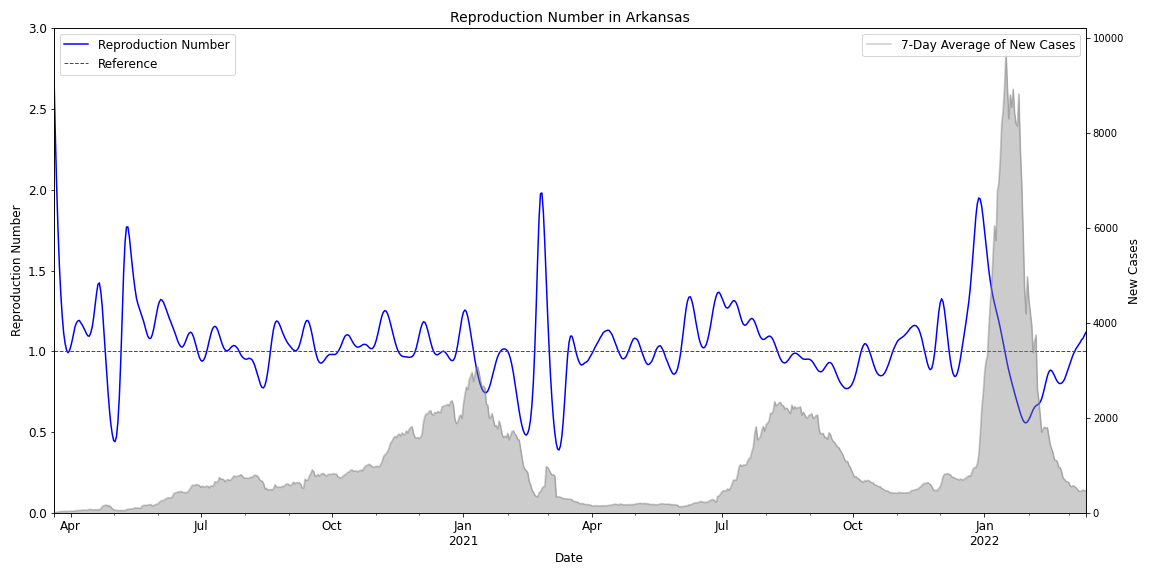 Reproduction Number in Arkansas
Reproduction Number
Reference
7-Day Average of New Cases
3.0
2.5
2.0
1.5
1.0
0.5
0.0
Reproduction Number
10000
8000
6000
4000
2000
0
New Cases
Apr
Jul
Oct
Jan
2021
Apr
Jul
Oct
Jan
2022
Date